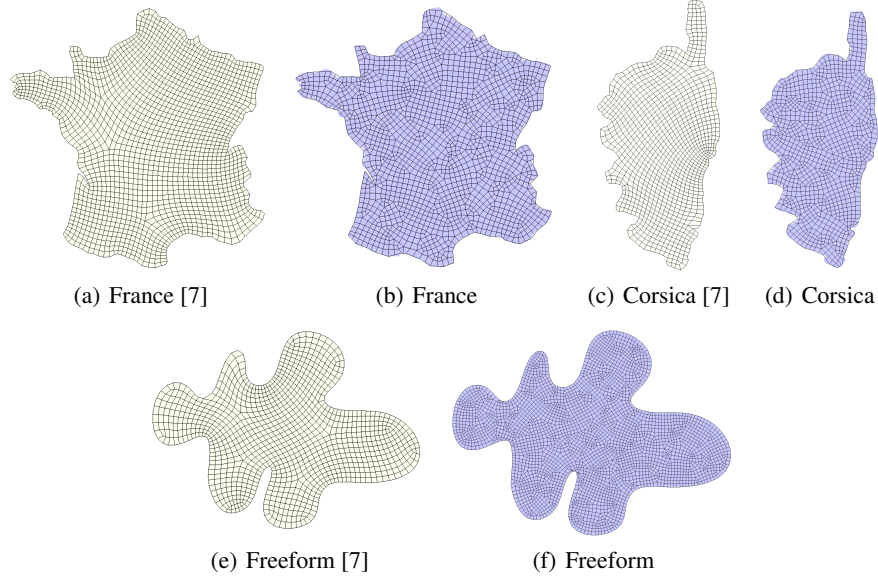 (a) France [7]
(b) France
(c) Corsica [7]
(d) Corsica
(e) Freeform [7]
(f) Freeform